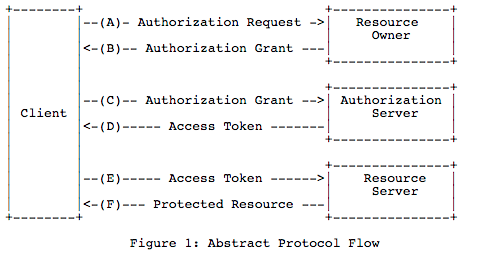 --(A)- Authorization Request -> Resource
Owner
<-(B)-- Authorization Grant ---
--(C)-- Authorization Grant --> Authorization
Client Server
<-(D)----- Access Token -------
--(E)----- Access Token ------> Resource
Server
<-(F)--- Protected Resource ---
Figure 1: Abstract Protocol Flow